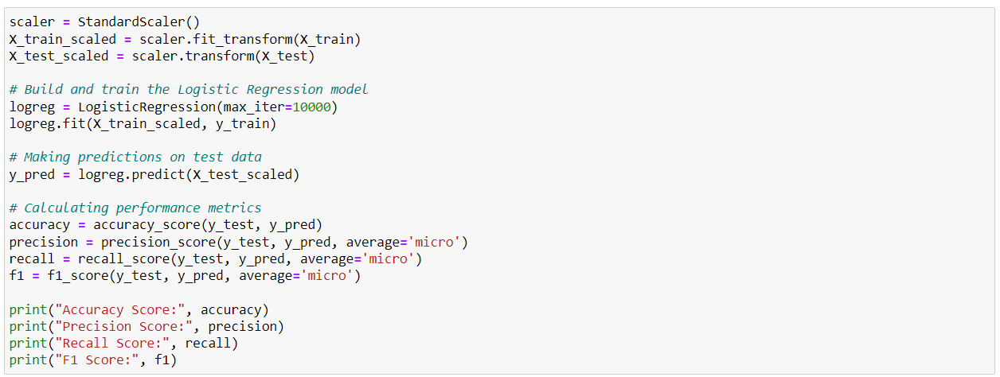 scaler = StandardScaler()
X_train_scaled = scaler.fit_transform(X_train)
X_test_scaled = scaler.transform(X_test)
# Build and train the Logistic Regression model
logreg = LogisticRegression(max_iter=10000)
logreg.fit(X_train_scaled, y_train)
# Making predictions on test data
y_pred = logreg.predict(X_test_scaled)
# Calculating performance metrics
accuracy = accuracy_score(y_test, y_pred)
precision = precision_score(y_test, y_pred, average='micro')
recall = recall_score(y_test, y_pred, average='micro')
f1 = f1_score(y_test, y_pred, average='micro')
print("Accuracy Score:", accuracy)
print("Precision Score:", precision)
print("Recall Score:", recall)
print("F1 Score:", f1)